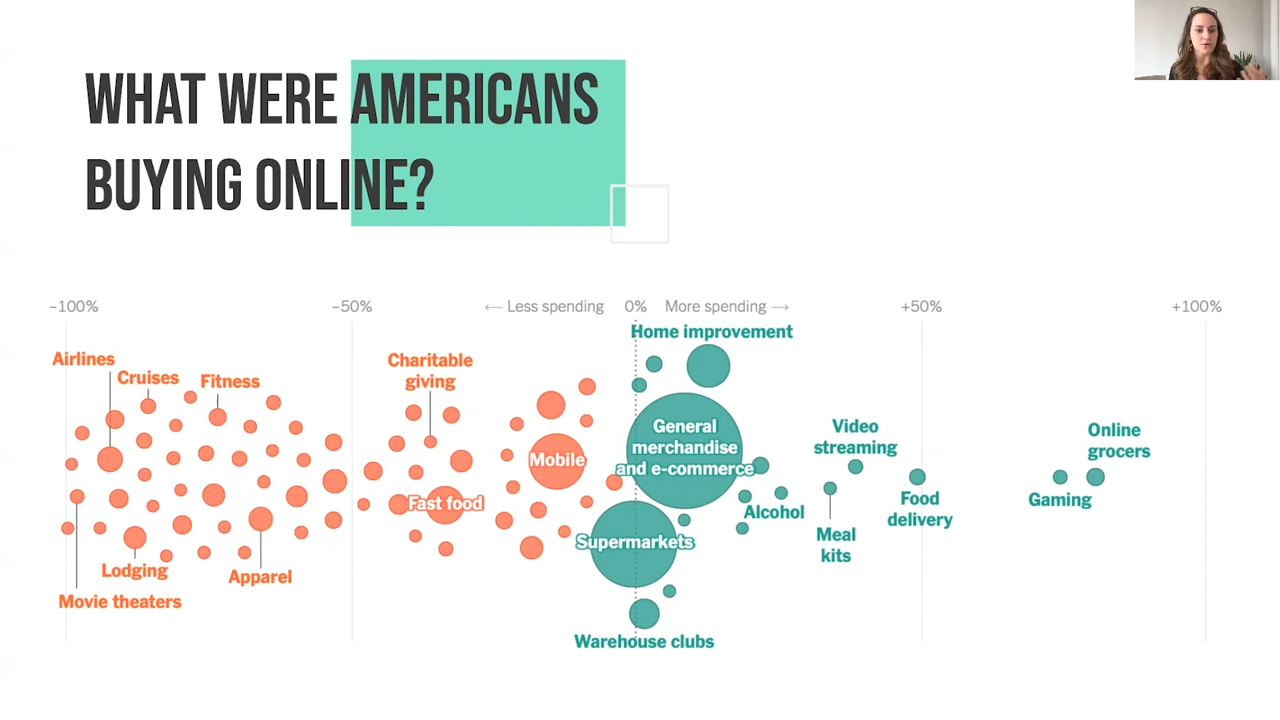 WHAT WERE AMERICANS
BUYING ONLINE?
−100%
−50%
← Less spending
0%
More spending →
+50%
+100%
Home improvement
Airlines
Cruises
Fitness
Charitable
giving
General
merchandise
and e-commerce
Video
streaming
Online
grocers
Mobile
Fast food
Alcohol
Food
delivery
Gaming
Meal
kits
Supermarkets
Lodging
Apparel
Movie theaters
Warehouse clubs